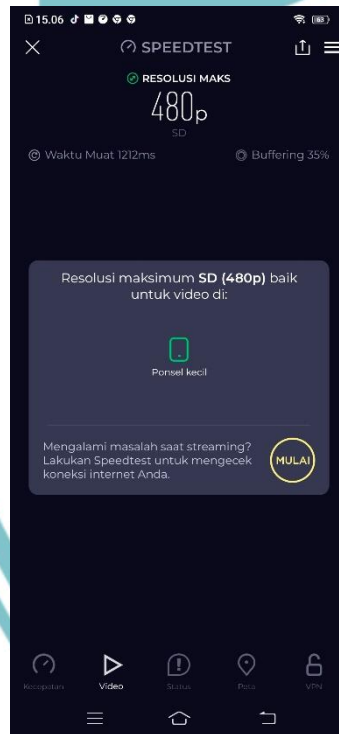 15.06
SPEEDTEST
RESOLUSI MAKS
480p
SD
Waktu Muat 1212ms
Buffering 35%
Resolusi maksimum SD (480p) baik
untuk video di:
Ponsel kecil
Mengalami masalah saat streaming?
Lakukan Speedtest untuk mengecek
koneksi internet Anda.
MULAI
Kecepatan
Video
Status
Peta
VPN